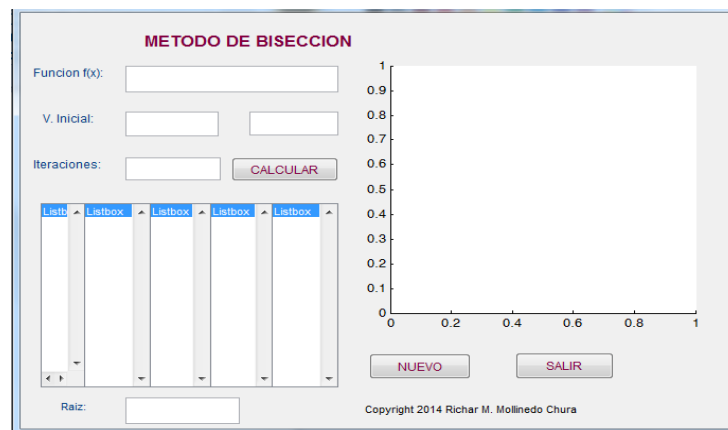 METODO DE BISECCION
Funcion f(x):
V. Inicial:
Iteraciones:
CALCULAR
Listb Listbox Listbox Listbox Listbox
Raiz:
1
0.9
0.8
0.7
0.6
0.5
0.4
0.3
0.2
0.1
0
0 0.2 0.4 0.6 0.8 1
NUEVO SALIR
Copyright 2014 Richar M. Mollinedo Chura